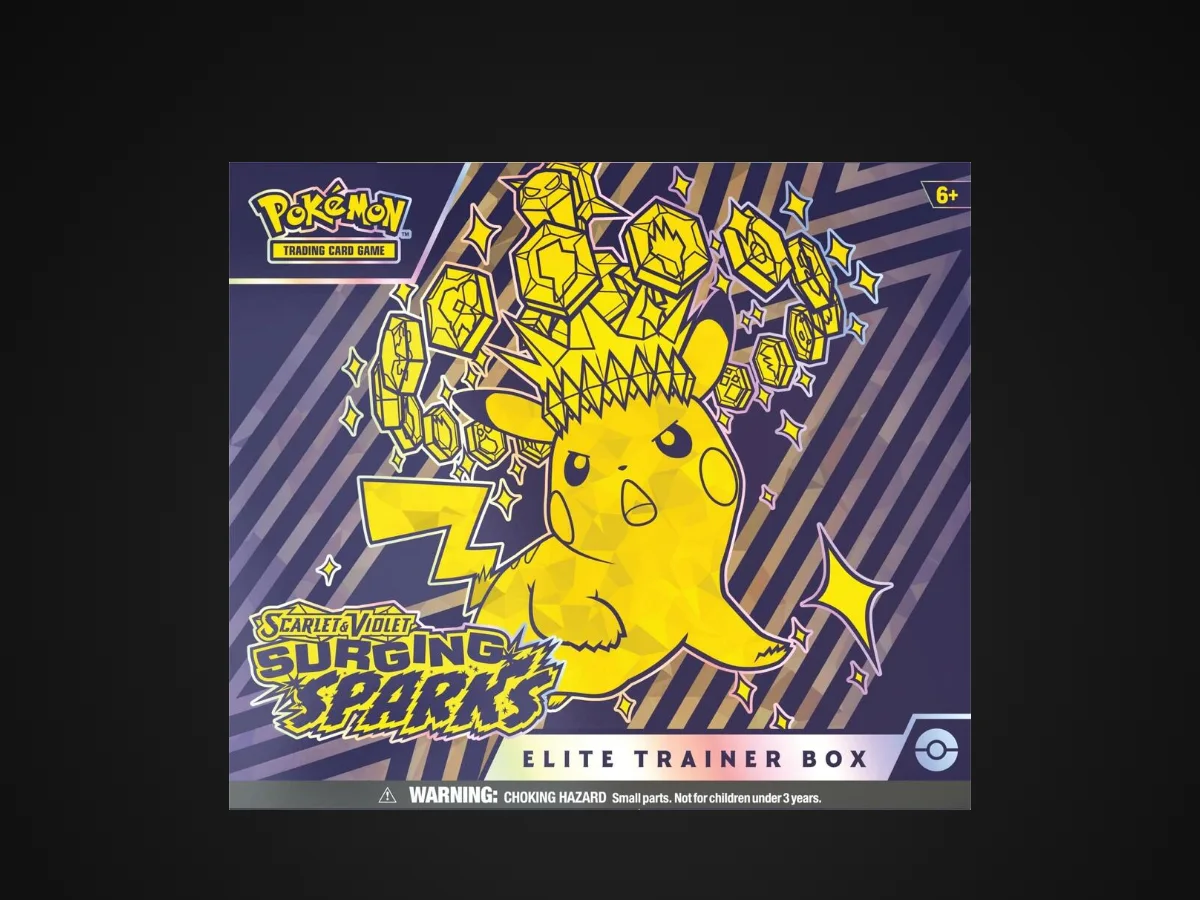 POKéMON
TM
TRADING CARD GAME
6+
SCARLET & VIOLET
SURGING
SPARKS
ELITE TRAINER BOX
WARNING: CHOKING HAZARD Small parts. Not for children under 3 years.